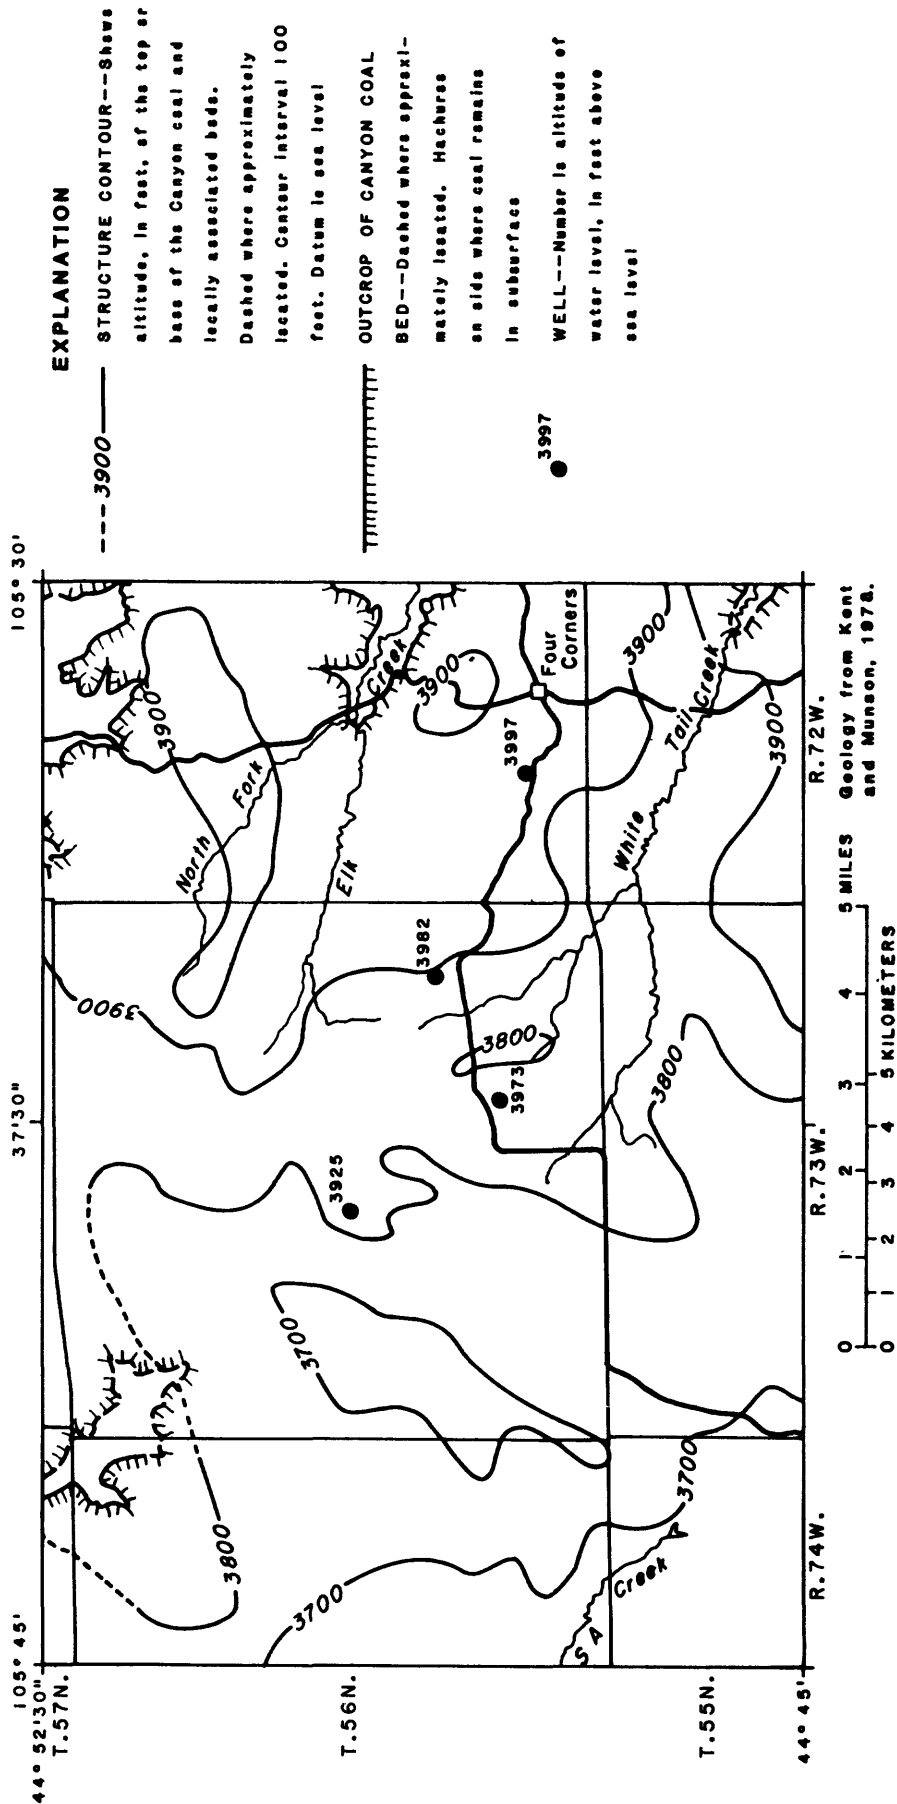 EXPLANATION
---3900— STRUCTURE CONTOUR--Shows
altitude, in feet, of the top or
base of the Canyon coal and
locally associated beds.
Dashed where approximately
located. Contour interval 100
feet. Datum is sea level
OUTCROP OF CANYON COAL
BED--Dashed where approxi-
mately located. Hachures
on side where coal remains
in subsurface
3997
WELL--Number is altitude of
water level, in feet above
sea level
105° 45'
37'30"
105° 30'
44° 52'30"
T.57N.
T.56N.
T.55N.
44° 45'
3800
3700
3700
3700
3800
3800
3900
3900
3900
3900
3900
3925
3973
3982
3997
North Fork
Elk Creek
White Tail Creek
S A Creek
Four
Corners
R.74W.
R.73W.
R.72W.
0 1 2 3 4 5 MILES
0 1 2 3 4 5 KILOMETERS
Geology from Kent
and Munson, 1978.